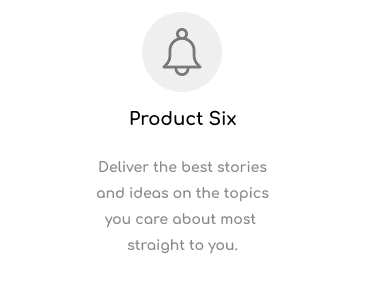 Product Six
Deliver the best stories
and ideas on the topics
you care about most
straight to you.